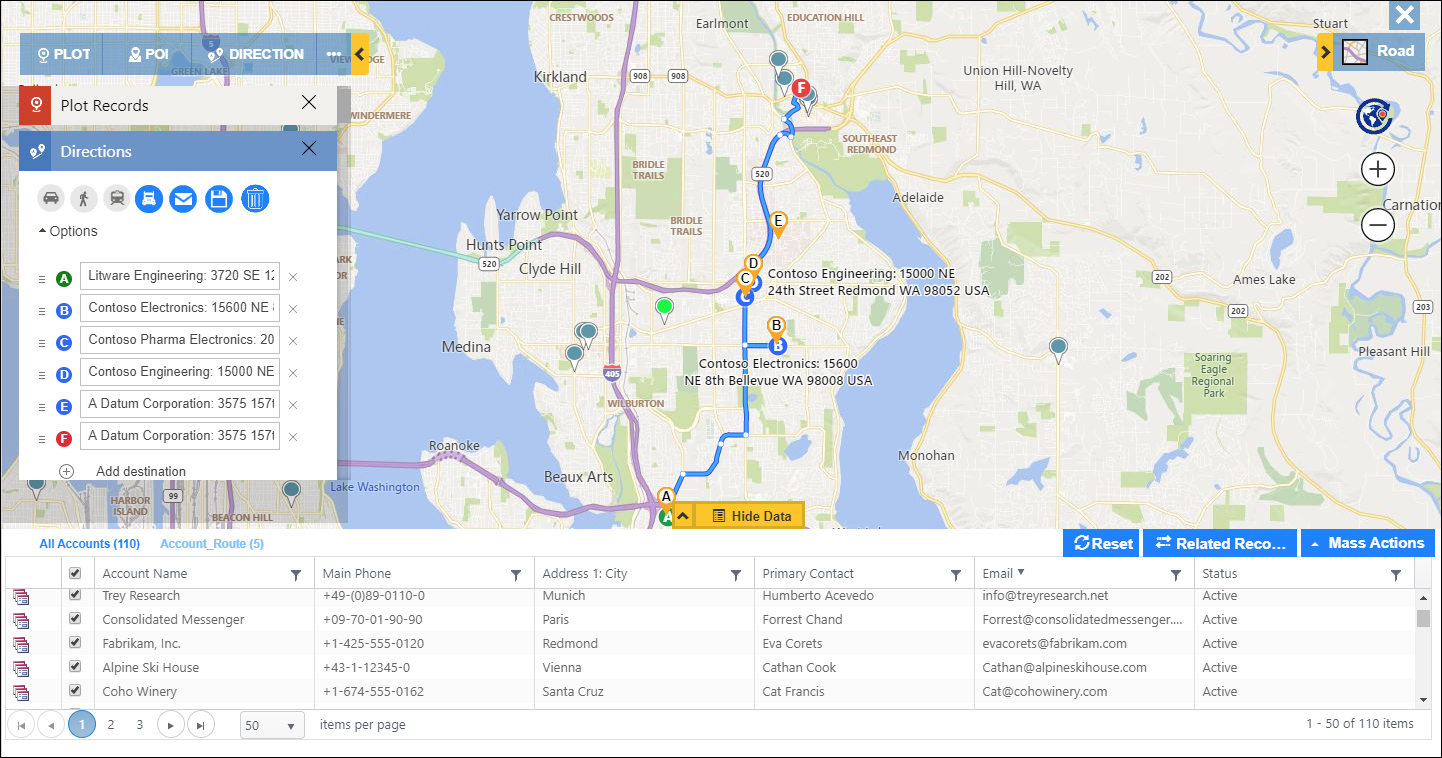 CRESTWOODS
Earlmont
EDUCATION HILL
Stuart
PLOT
POI
DIRECTION
•••
Road
5
GREEN LAKE
VIEW RIDGE
Kirkland
908
908
Union Hill-Novelty
Hill, WA
F
Plot Records
WINDERMERE
SOUTHEAST
REDMOND
Directions
BRIDLE
TRAILS
520
Adelaide
Carnation
Yarrow Point
BRIDLE
TRAILS
E
Options
Hunts Point
520
Clyde Hill
D
C
Contoso Engineering: 15000 NE
24th Street Redmond WA 98052 USA
C
202
Ames Lake
A
Litware Engineering: 3720 SE 12
B
Contoso Electronics: 15600 NE
202
203
C
Contoso Pharma Electronics: 20
B
B
Medina
Pleasant Hill
D
Contoso Engineering: 15000 NE
Contoso Electronics: 15600
NE 8th Bellevue WA 98008 USA
405
Soaring
Eagle
Regional
Park
E
A Datum Corporation: 3575 157t
WILBURTON
F
A Datum Corporation: 3575 157t
Roanoke
Monohan
Add destination
Beaux Arts
Lake Washington
99
HARBOR
ISLAND
BEACON HILL
A
A
Hide Data
All Accounts (110)
Account_Route (5)
Reset
Related Reco...
Mass Actions
Account Name
Main Phone
Address 1: City
Primary Contact
Email
Status
Trey Research
+49-(0)89-0110-0
Munich
Humberto Acevedo
info@treyresearch.net
Active
Consolidated Messenger
+09-70-01-90-90
Paris
Forrest Chand
Forrest@consolidatedmessenger....
Active
Fabrikam, Inc.
+1-425-555-0120
Redmond
Eva Corets
evacorets@fabrikam.com
Active
Alpine Ski House
+43-1-12345-0
Vienna
Cathan Cook
Cathan@alpineskihouse.com
Active
Coho Winery
+1-674-555-0162
Santa Cruz
Cat Francis
Cat@cohowinery.com
Active
1
2
3
50
items per page
1 - 50 of 110 items